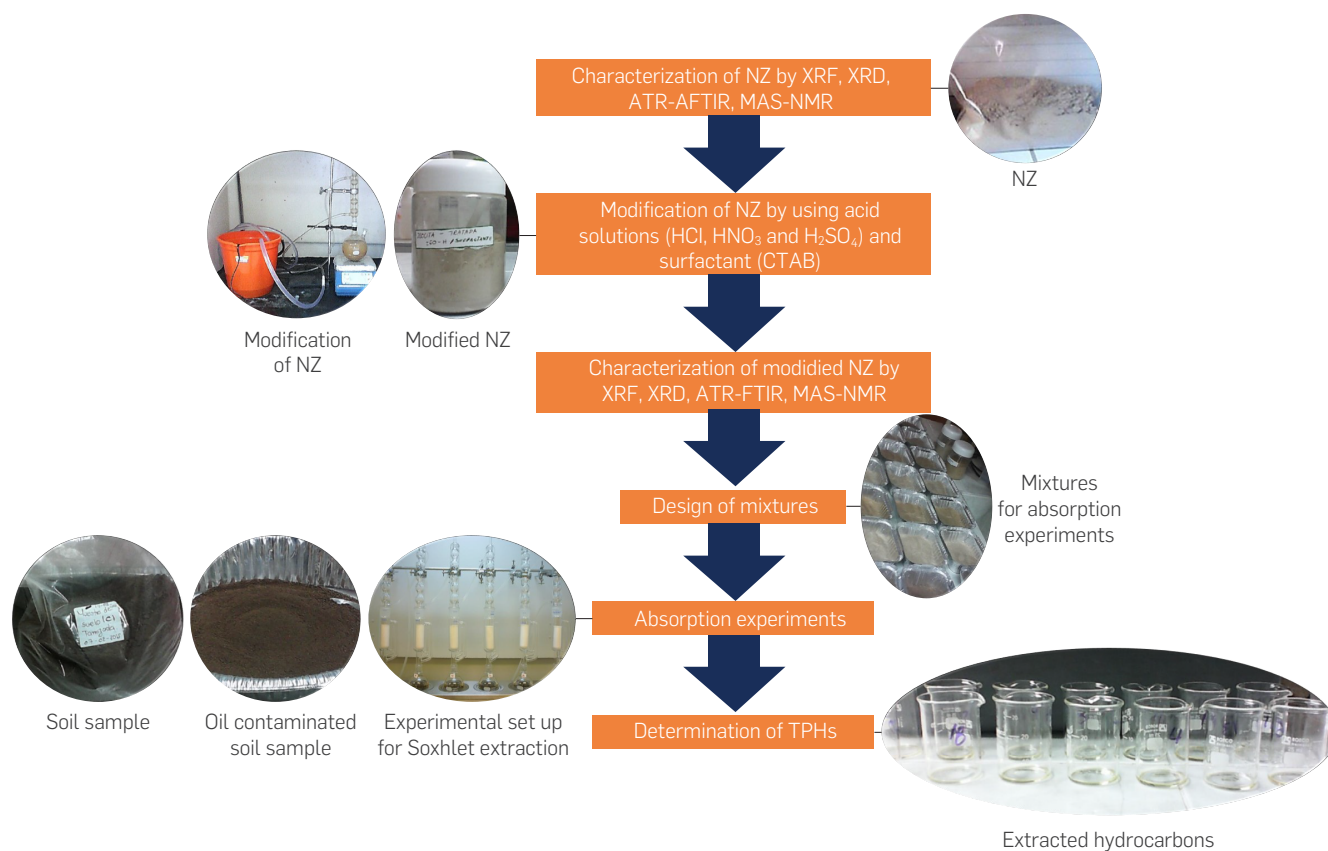 Characterization of NZ by XRF, XRD,
ATR-AFTIR, MAS-NMR
NZ
Modification of NZ by using acid
solutions (HCl, HNO₃ and H₂SO₄) and
surfactant (CTAB)
Modification
of NZ
Modified NZ
Characterization of modidied NZ by
XRF, XRD, ATR-FTIR, MAS-NMR
Design of mixtures
Mixtures
for absorption
experiments
Absorption experiments
Soil sample
Oil contaminated
soil sample
Experimental set up
for Soxhlet extraction
Determination of TPHs
Extracted hydrocarbons